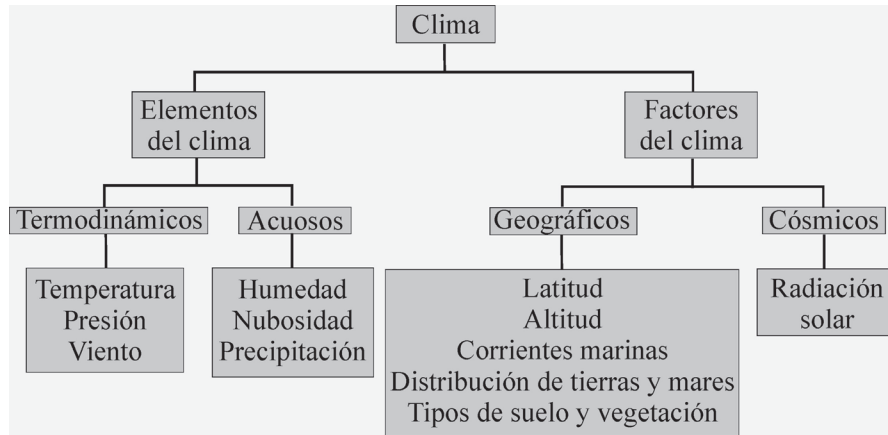 Clima
Elementos
del clima
Factores
del clima
Termodinámicos
Acuosos
Geográficos
Cósmicos
Temperatura
Presión
Viento
Humedad
Nubosidad
Precipitación
Latitud
Altitud
Corrientes marinas
Distribución de tierras y mares
Tipos de suelo y vegetación
Radiación
solar